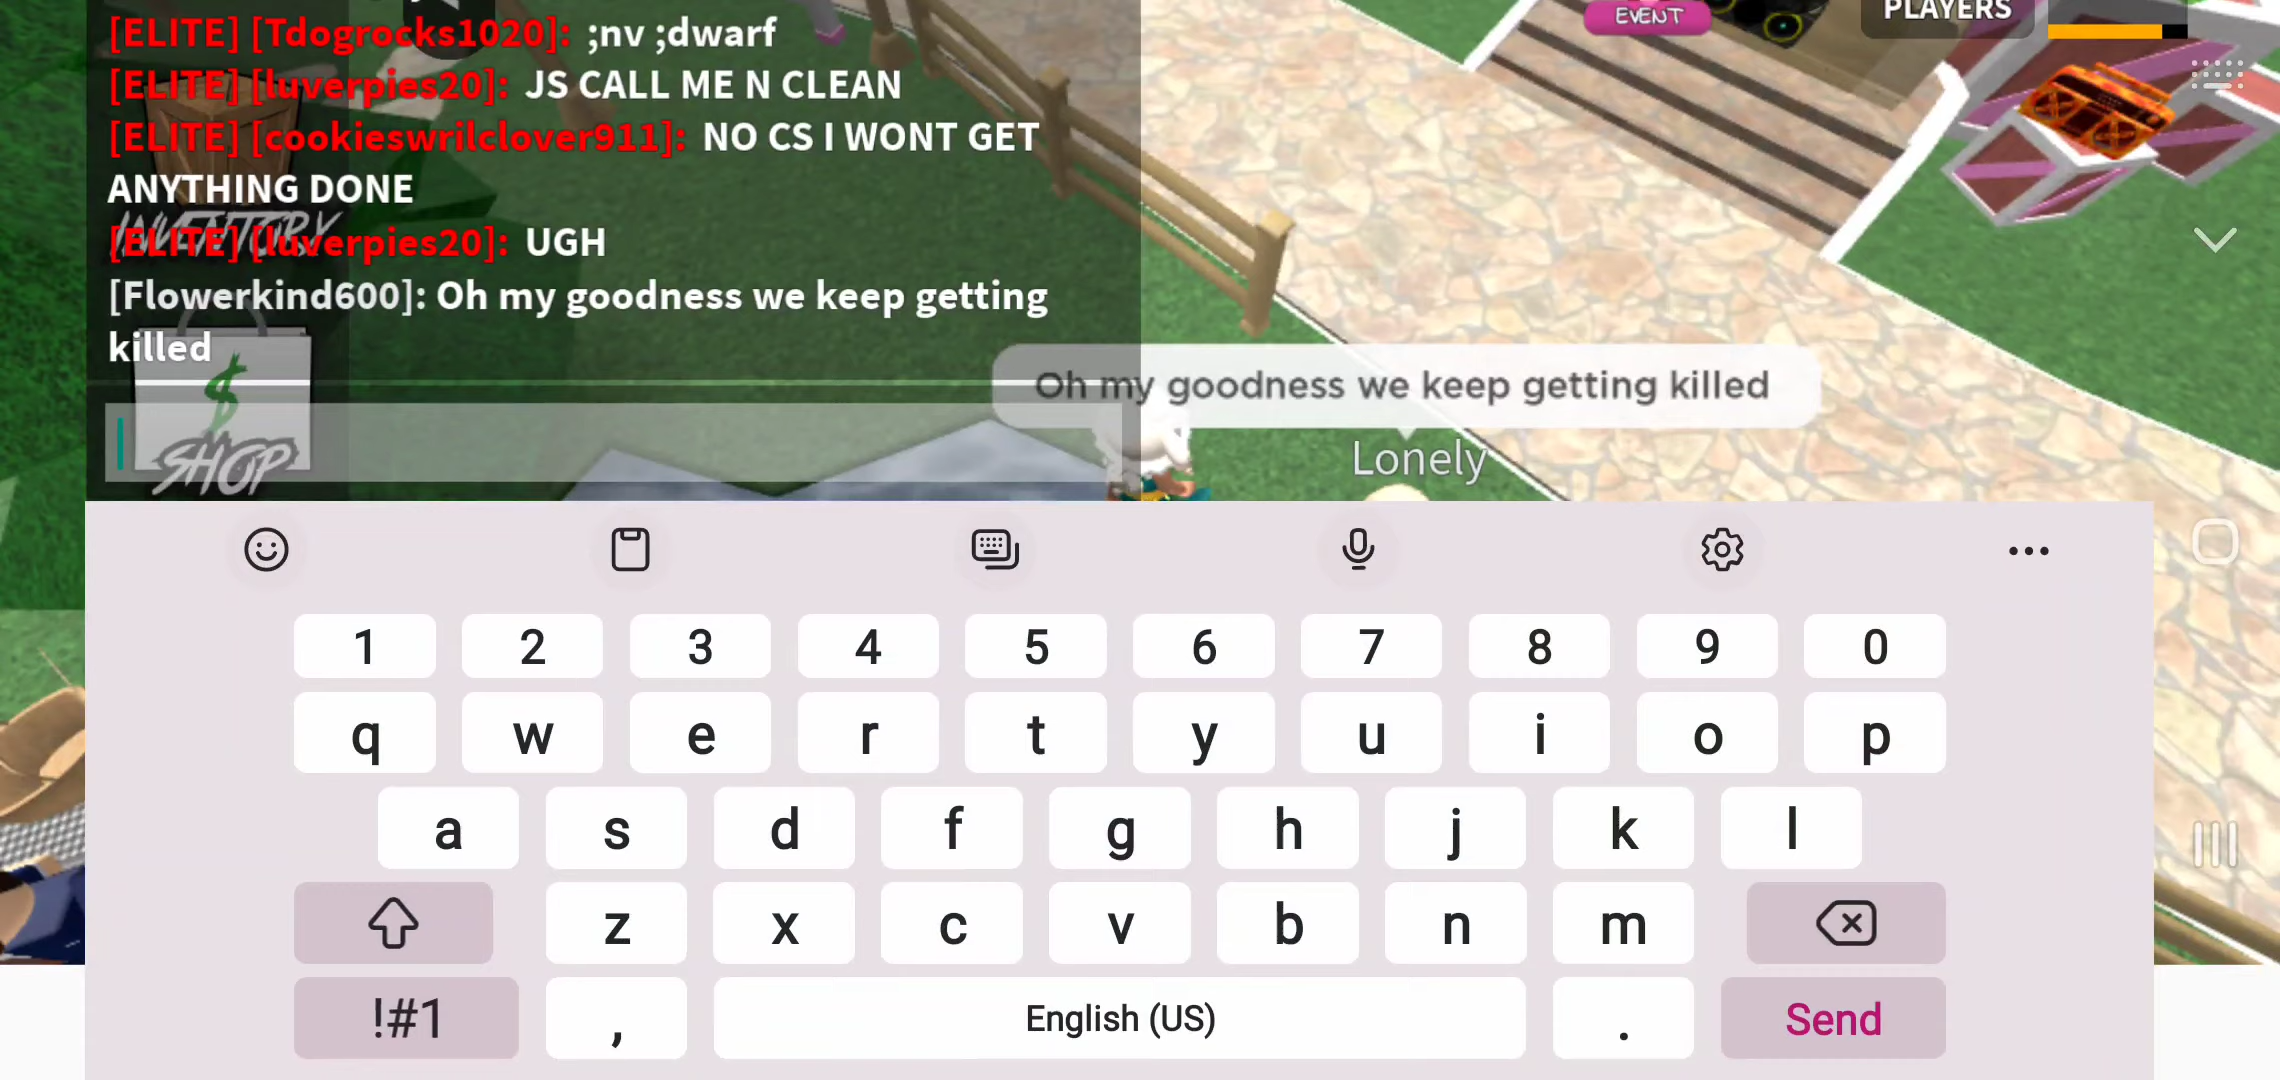 EVENT
PLAYERS
[ELITE] [Tdogrocks1020]: ;nv ;dwarf
[ELITE] [luverpies20]: JS CALL ME N CLEAN
[ELITE] [cookieswrilclover911]: NO CS I WONT GET
ANYTHING DONE
INVENTORY
[ELITE] [luverpies20]: UGH
[Flowerkind600]: Oh my goodness we keep getting
killed
Oh my goodness we keep getting killed
$
SHOP
Lonely
1 2 3 4 5 6 7 8 9 0
q w e r t y u i o p
a s d f g h j k l
z x c v b n m
!#1 , English (US) . Send